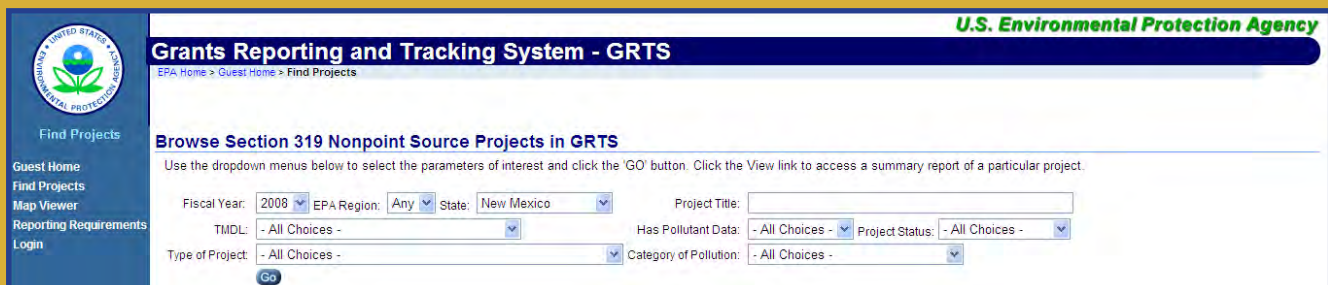 U.S. Environmental Protection Agency
UNITED STATES
ENVIRONMENTAL PROTECTION AGENCY
Grants Reporting and Tracking System - GRTS
EPA Home > Guest Home > Find Projects
Find Projects
Guest Home
Find Projects
Map Viewer
Reporting Requirements
Login
Browse Section 319 Nonpoint Source Projects in GRTS
Use the dropdown menus below to select the parameters of interest and click the 'GO' button. Click the View link to access a summary report of a particular project.
Fiscal Year: 2008 EPA Region: Any State: New Mexico Project Title:
TMDL: - All Choices - Has Pollutant Data: - All Choices - Project Status: - All Choices -
Type of Project: - All Choices - Category of Pollution: - All Choices -
Go